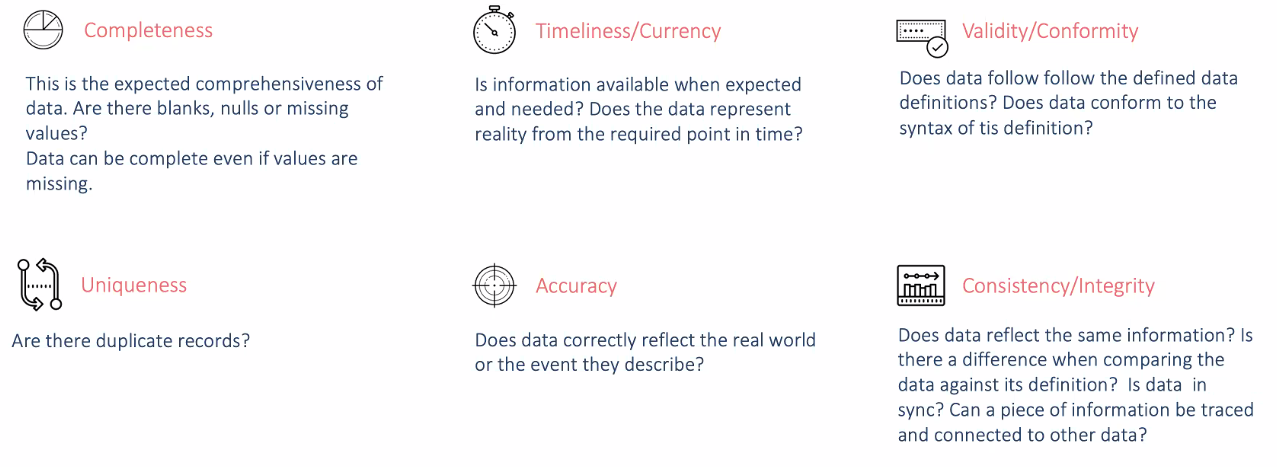 Completeness
This is the expected comprehensiveness of
data. Are there blanks, nulls or missing
values?
Data can be complete even if values are
missing.
Timeliness/Currency
Is information available when expected
and needed? Does the data represent
reality from the required point in time?
Validity/Conformity
Does data follow follow the defined data
definitions? Does data conform to the
syntax of tis definition?
Uniqueness
Are there duplicate records?
Accuracy
Does data correctly reflect the real world
or the event they describe?
Consistency/Integrity
Does data reflect the same information? Is
there a difference when comparing the
data against its definition?  Is data  in
sync? Can a piece of information be traced
and connected to other data?